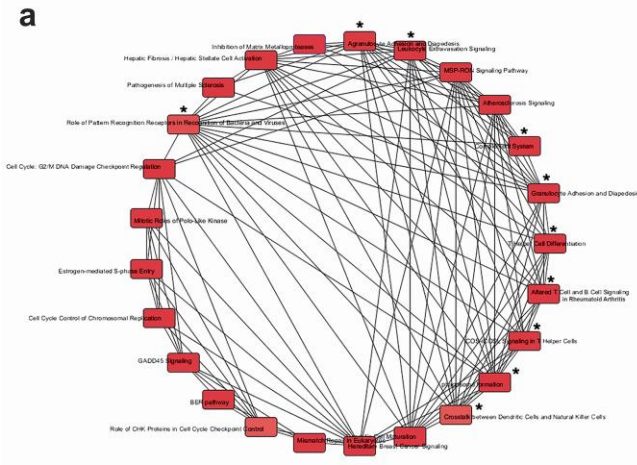 a
Inhibition of Matrix Metalloproteases
Agranulocyte Adhesion and Diapedesis
Leukocyte Extravasation Signaling
Hepatic Fibrosis / Hepatic Stellate Cell Activation
MSP-RON Signaling Pathway
Pathogenesis of Multiple Sclerosis
Atherosclerosis Signaling
Role of Pattern Recognition Receptors in Recognition of Bacteria and Viruses
System
Cell Cycle: G2/M DNA Damage Checkpoint Regulation
Granulocyte Adhesion and Diapedesis
Mitotic Roles of Polo-Like Kinase
T Helper Cell Differentiation
Estrogen-mediated S-phase Entry
Altered T Cell and B Cell Signaling
in Rheumatoid Arthritis
Cell Cycle Control of Chromosomal Replication
Signaling in T Helper Cells
GADD45 Signaling
formation
BER pathway
Crosstalk between Dendritic Cells and Natural Killer Cells
Role of CHK Proteins in Cell Cycle Checkpoint Control
Mismatch Repair in Eukaryotes
Maturation
Hereditary Breast Cancer Signaling